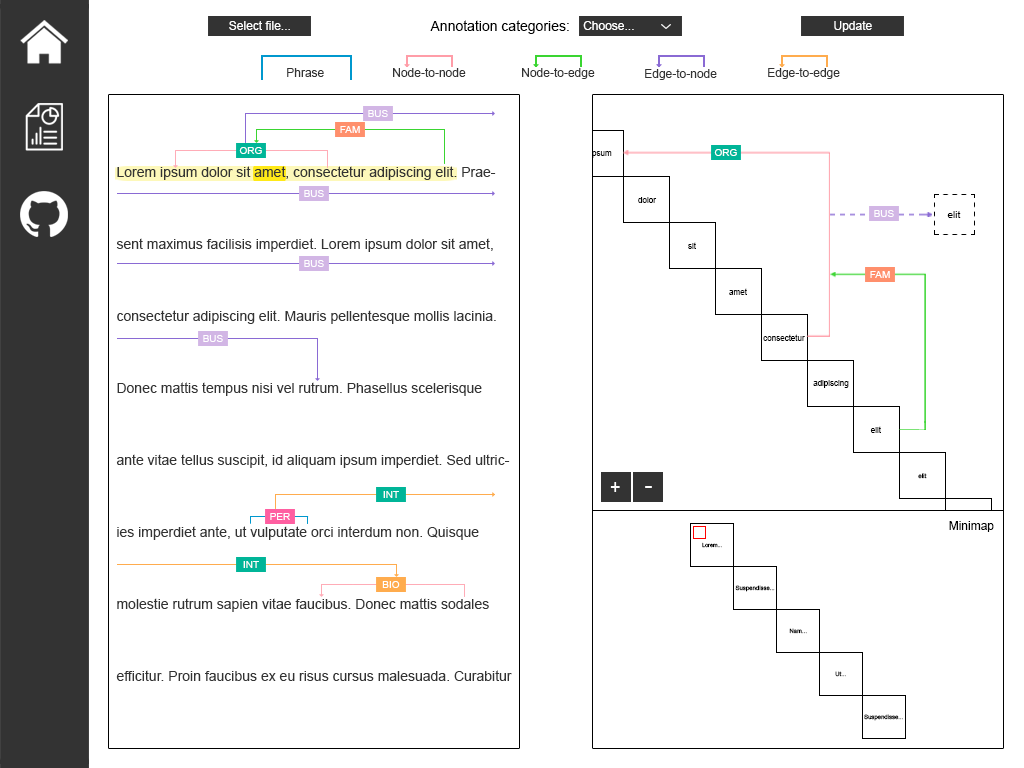 Select file...
Annotation categories:
Choose...
Update
Phrase
Node-to-node
Node-to-edge
Edge-to-node
Edge-to-edge
BUS
FAM
ORG
Lorem ipsum dolor sit amet, consectetur adipiscing elit. Prae-
BUS
sent maximus facilisis imperdiet. Lorem ipsum dolor sit amet,
BUS
consectetur adipiscing elit. Mauris pellentesque mollis lacinia.
BUS
Donec mattis tempus nisi vel rutrum. Phasellus scelerisque
ante vitae tellus suscipit, id aliquam ipsum imperdiet. Sed ultric-
INT
PER
ies imperdiet ante, ut vulputate orci interdum non. Quisque
INT
BIO
molestie rutrum sapien vitae faucibus. Donec mattis sodales
efficitur. Proin faucibus ex eu risus cursus malesuada. Curabitur
psum
ORG
dolor
BUS
elit
sit
FAM
amet
consectetur
adipiscing
elit
elit
+
-
Minimap
Lorem...
Suspendisse...
Nam...
Ut...
Suspendisse...